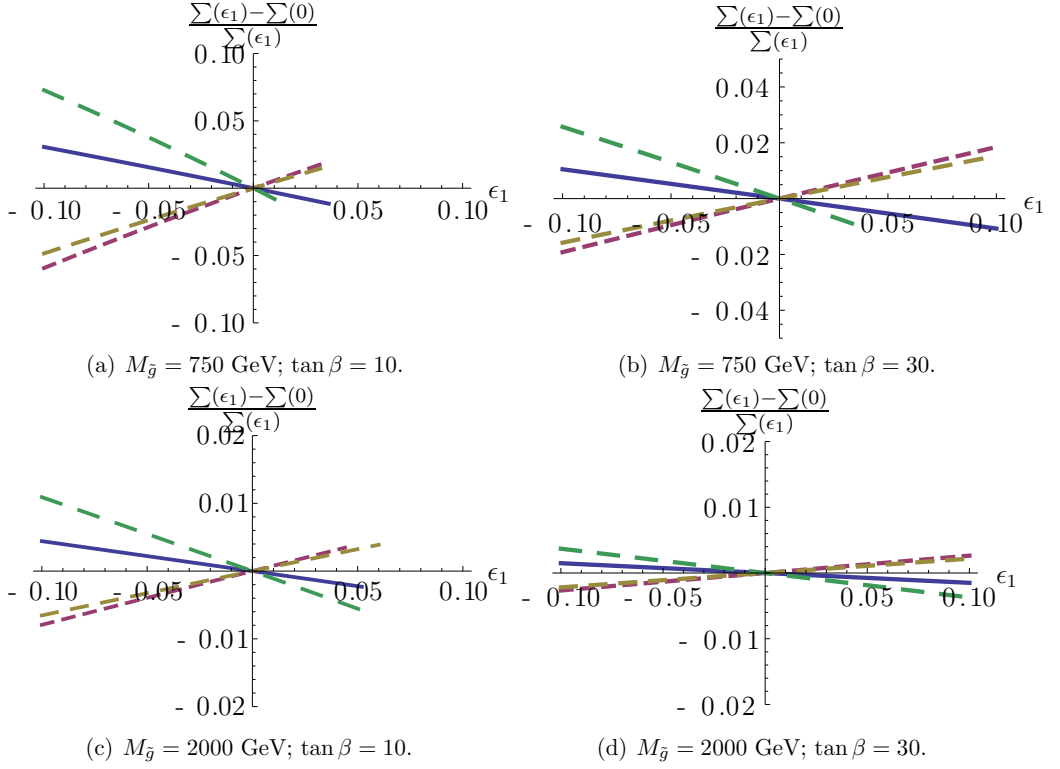 ∑(ϵ1)−∑(0)
∑(ϵ1)
0.10
0.05
- 0.10 - 0.05 0.05 0.10 ϵ1
- 0.05
- 0.10
(a) M_g̃ = 750 GeV; tan β = 10.
∑(ϵ1)−∑(0)
∑(ϵ1)
0.04
0.02
- 0.10 - 0.05 0.05 0.10 ϵ1
- 0.02
- 0.04
(b) M_g̃ = 750 GeV; tan β = 30.
∑(ϵ1)−∑(0)
∑(ϵ1)
0.02
0.01
- 0.10 - 0.05 0.05 0.10 ϵ1
- 0.01
- 0.02
(c) M_g̃ = 2000 GeV; tan β = 10.
∑(ϵ1)−∑(0)
∑(ϵ1)
0.02
0.01
- 0.10 - 0.05 0.05 0.10 ϵ1
- 0.01
- 0.02
(d) M_g̃ = 2000 GeV; tan β = 30.